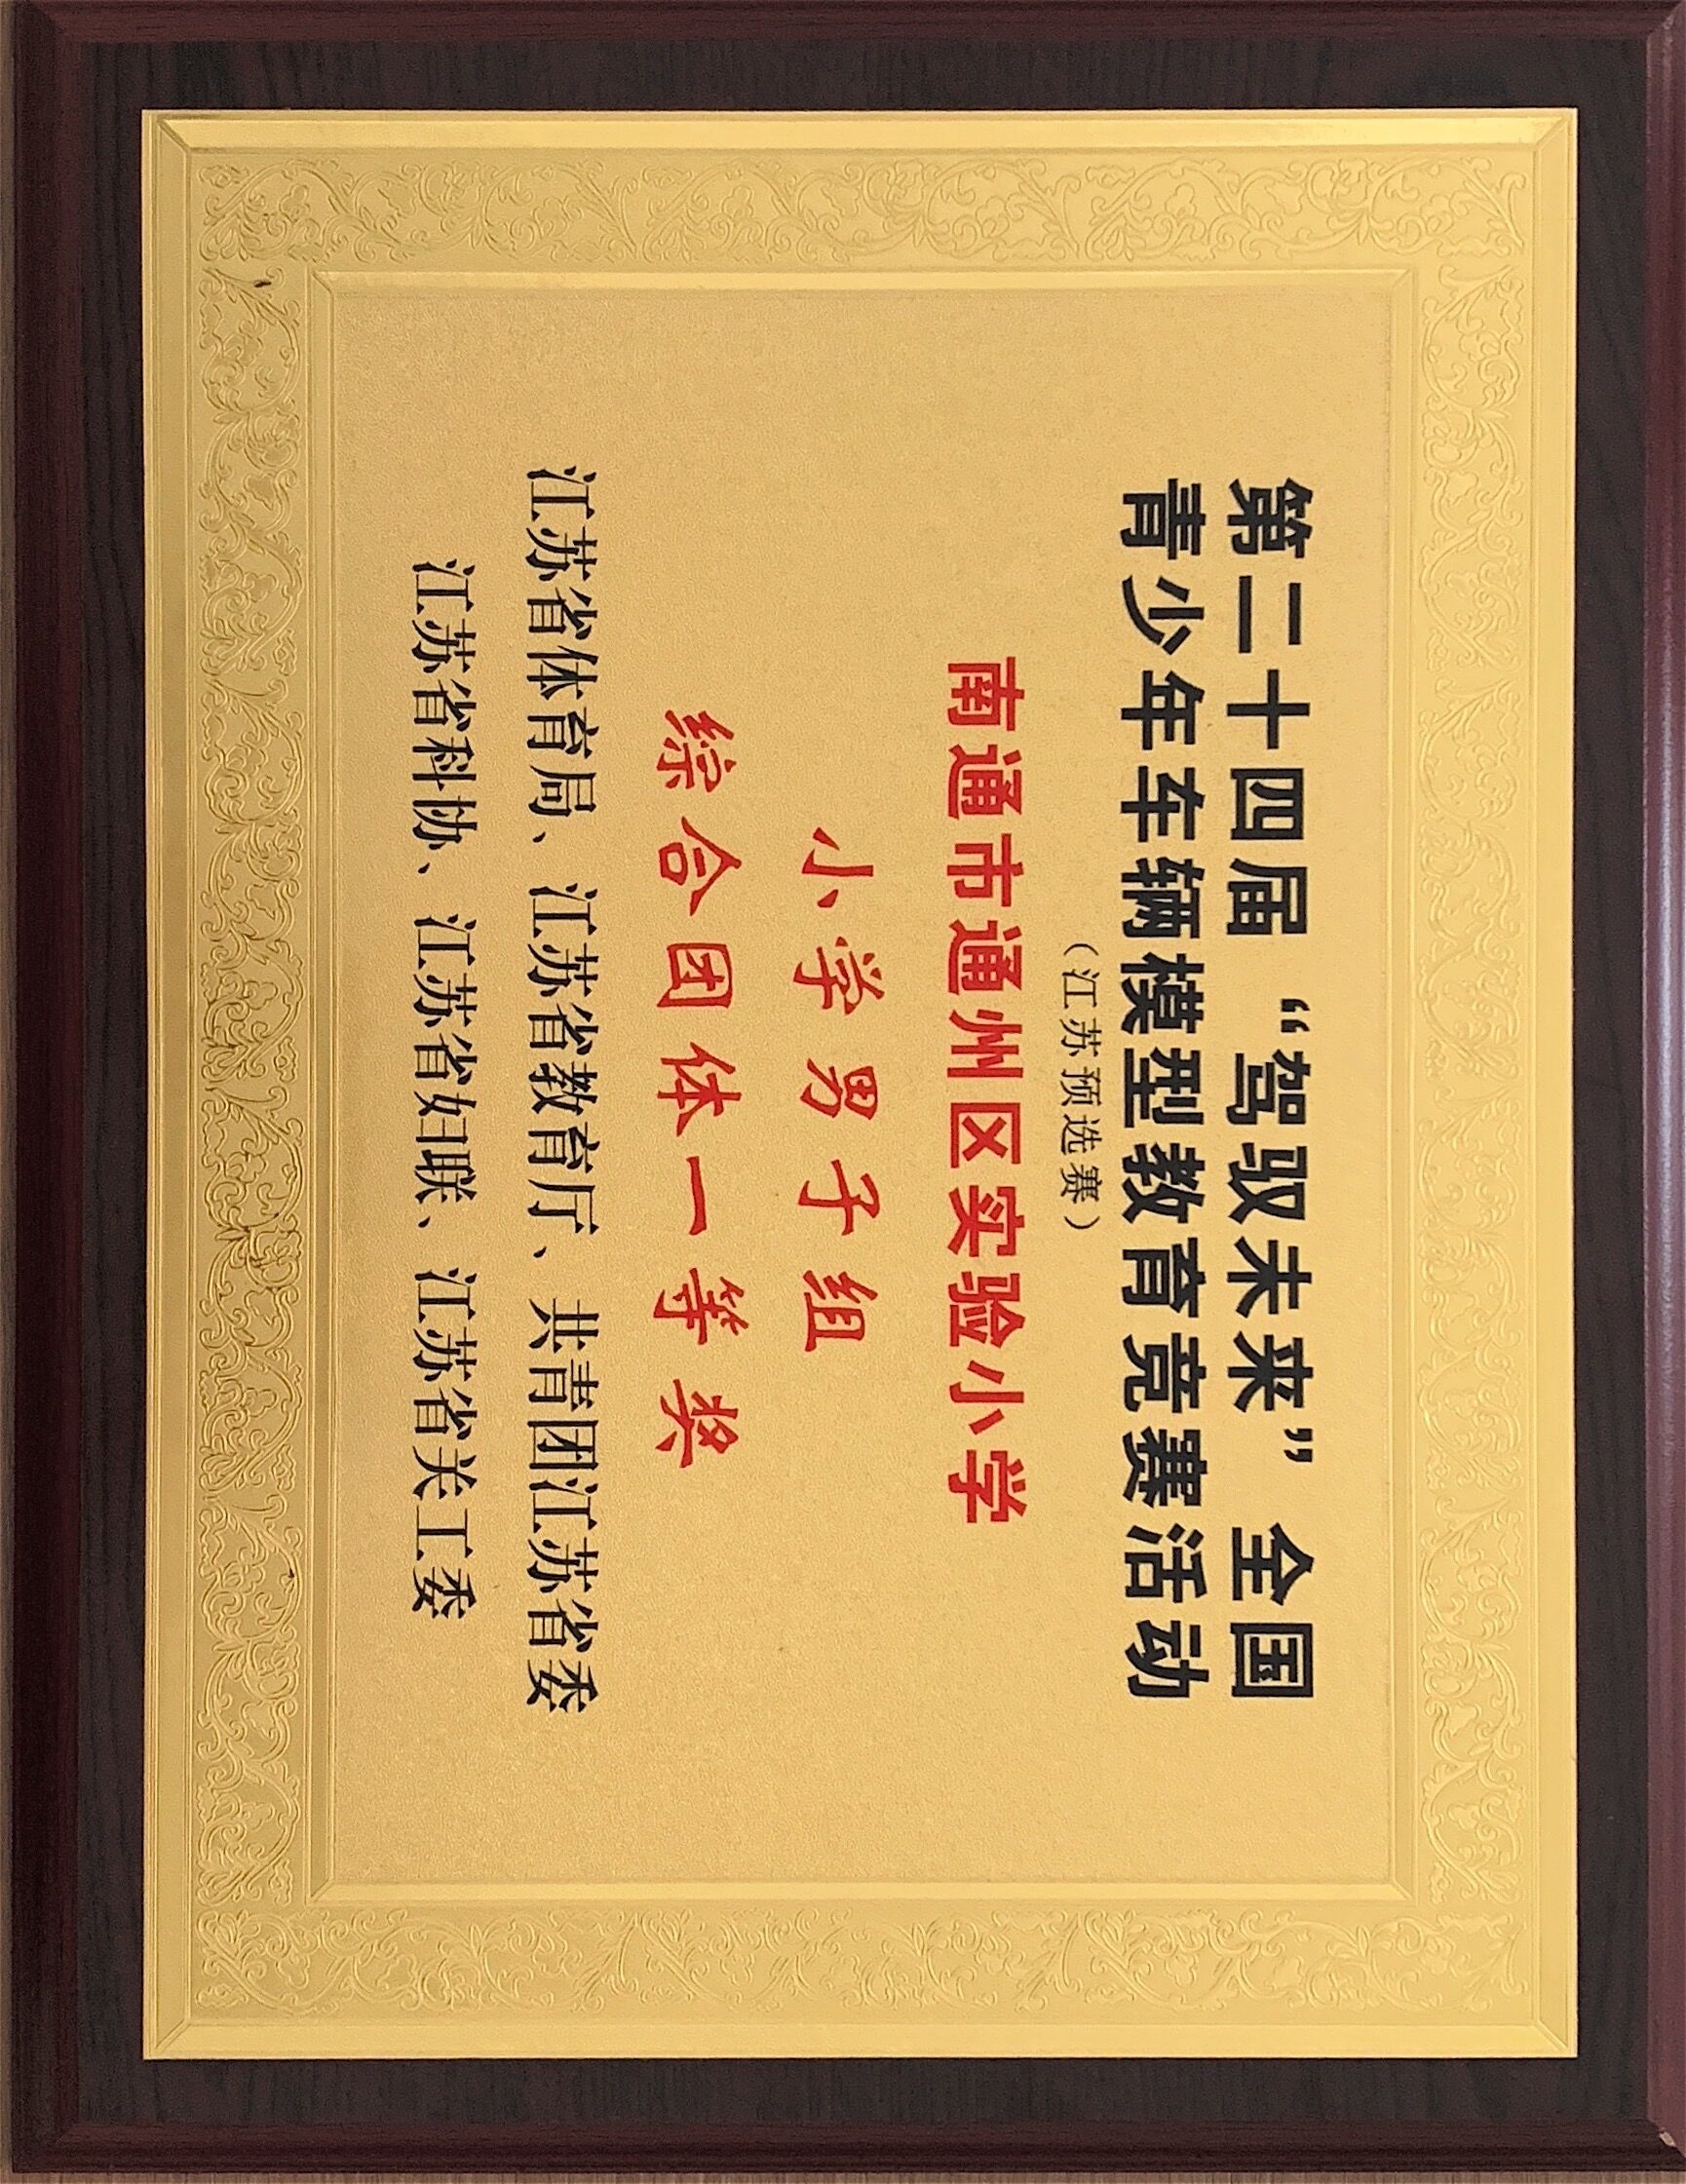 第二十四届“驾驭未来”全国
青少年车辆模型教育竞赛活动
（江苏预选赛）
南通市通州区实验小学
小学男子组
综合团体一等奖
江苏省体育局、江苏省教育厅、共青团江苏省委
江苏省科协、江苏省妇联、江苏省关工委